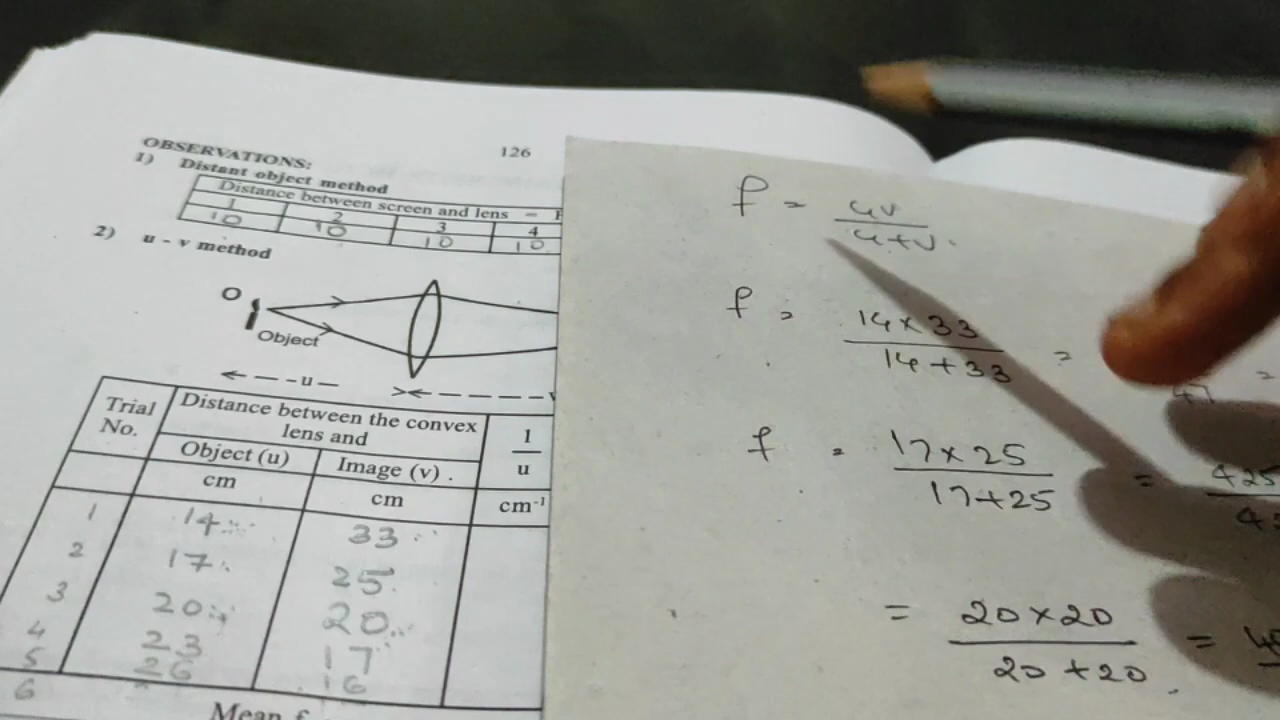 126
OBSERVATIONS:
1) Distant object method
Distance between screen and lens =
1 2 3 4
10 10 10 10
2) u - v method
O
Object
u
Trial No.
Distance between the convex lens and
1/u
Object (u)
Image (v).
cm
cm
cm-1
1 14 33
2 17 25
3 20 20
4 23 17
5 26 16
6
Mean f
f = uv/u+v.
f = 14×33/14+33 = 47 =
f = 17×25/17+25 = 425
= 20×20/20+20 =